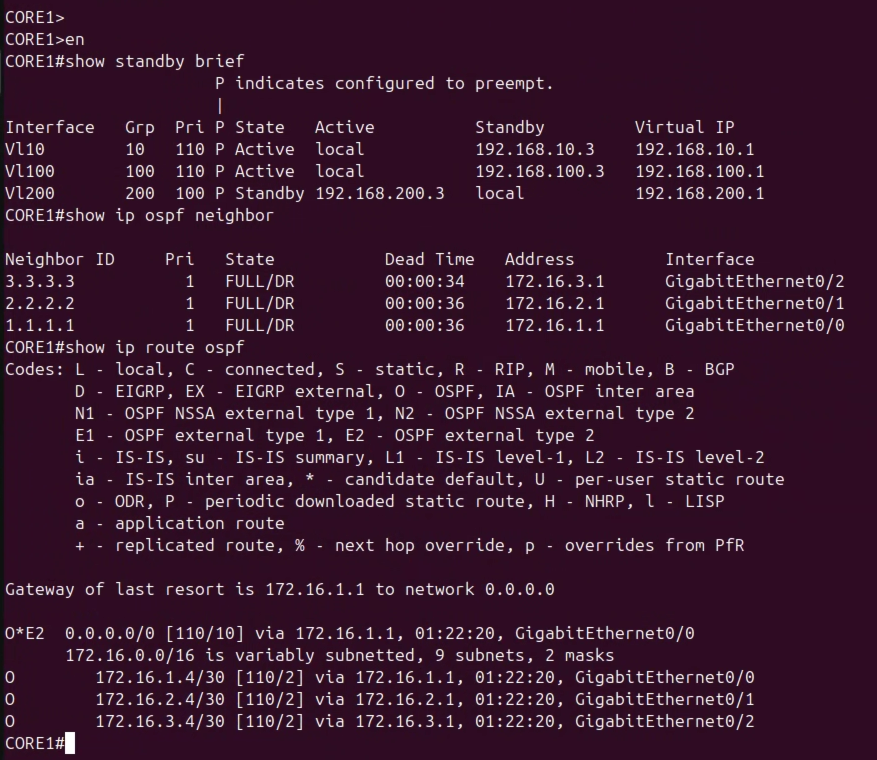 CORE1>
CORE1>en
CORE1#show standby brief
                     P indicates configured to preempt.
                     |
Interface   Grp  Pri P State   Active          Standby         Virtual IP
Vl10        10   110 P Active  local           192.168.10.3    192.168.10.1
Vl100       100  110 P Active  local           192.168.100.3   192.168.100.1
Vl200       200  100 P Standby 192.168.200.3   local           192.168.200.1
CORE1#show ip ospf neighbor

Neighbor ID     Pri   State           Dead Time   Address         Interface
3.3.3.3           1   FULL/DR         00:00:34    172.16.3.1      GigabitEthernet0/2
2.2.2.2           1   FULL/DR         00:00:36    172.16.2.1      GigabitEthernet0/1
1.1.1.1           1   FULL/DR         00:00:36    172.16.1.1      GigabitEthernet0/0
CORE1#show ip route ospf
Codes: L - local, C - connected, S - static, R - RIP, M - mobile, B - BGP
       D - EIGRP, EX - EIGRP external, O - OSPF, IA - OSPF inter area
       N1 - OSPF NSSA external type 1, N2 - OSPF NSSA external type 2
       E1 - OSPF external type 1, E2 - OSPF external type 2
       i - IS-IS, su - IS-IS summary, L1 - IS-IS level-1, L2 - IS-IS level-2
       ia - IS-IS inter area, * - candidate default, U - per-user static route
       o - ODR, P - periodic downloaded static route, H - NHRP, l - LISP
       a - application route
       + - replicated route, % - next hop override, p - overrides from PfR

Gateway of last resort is 172.16.1.1 to network 0.0.0.0

O*E2  0.0.0.0/0 [110/10] via 172.16.1.1, 01:22:20, GigabitEthernet0/0
      172.16.0.0/16 is variably subnetted, 9 subnets, 2 masks
O        172.16.1.4/30 [110/2] via 172.16.1.1, 01:22:20, GigabitEthernet0/0
O        172.16.2.4/30 [110/2] via 172.16.2.1, 01:22:20, GigabitEthernet0/1
O        172.16.3.4/30 [110/2] via 172.16.3.1, 01:22:20, GigabitEthernet0/2
CORE1#